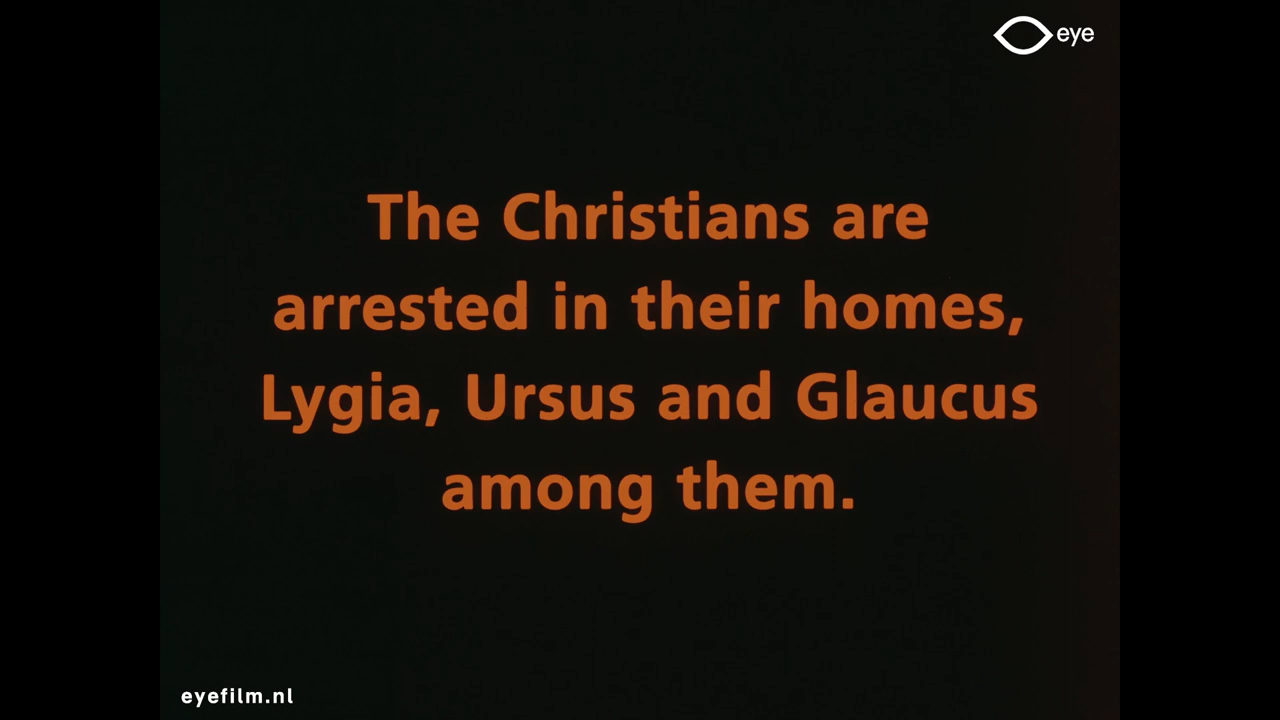 eye
The Christians are
arrested in their homes,
Lygia, Ursus and Glaucus
among them.
eyefilm.nl